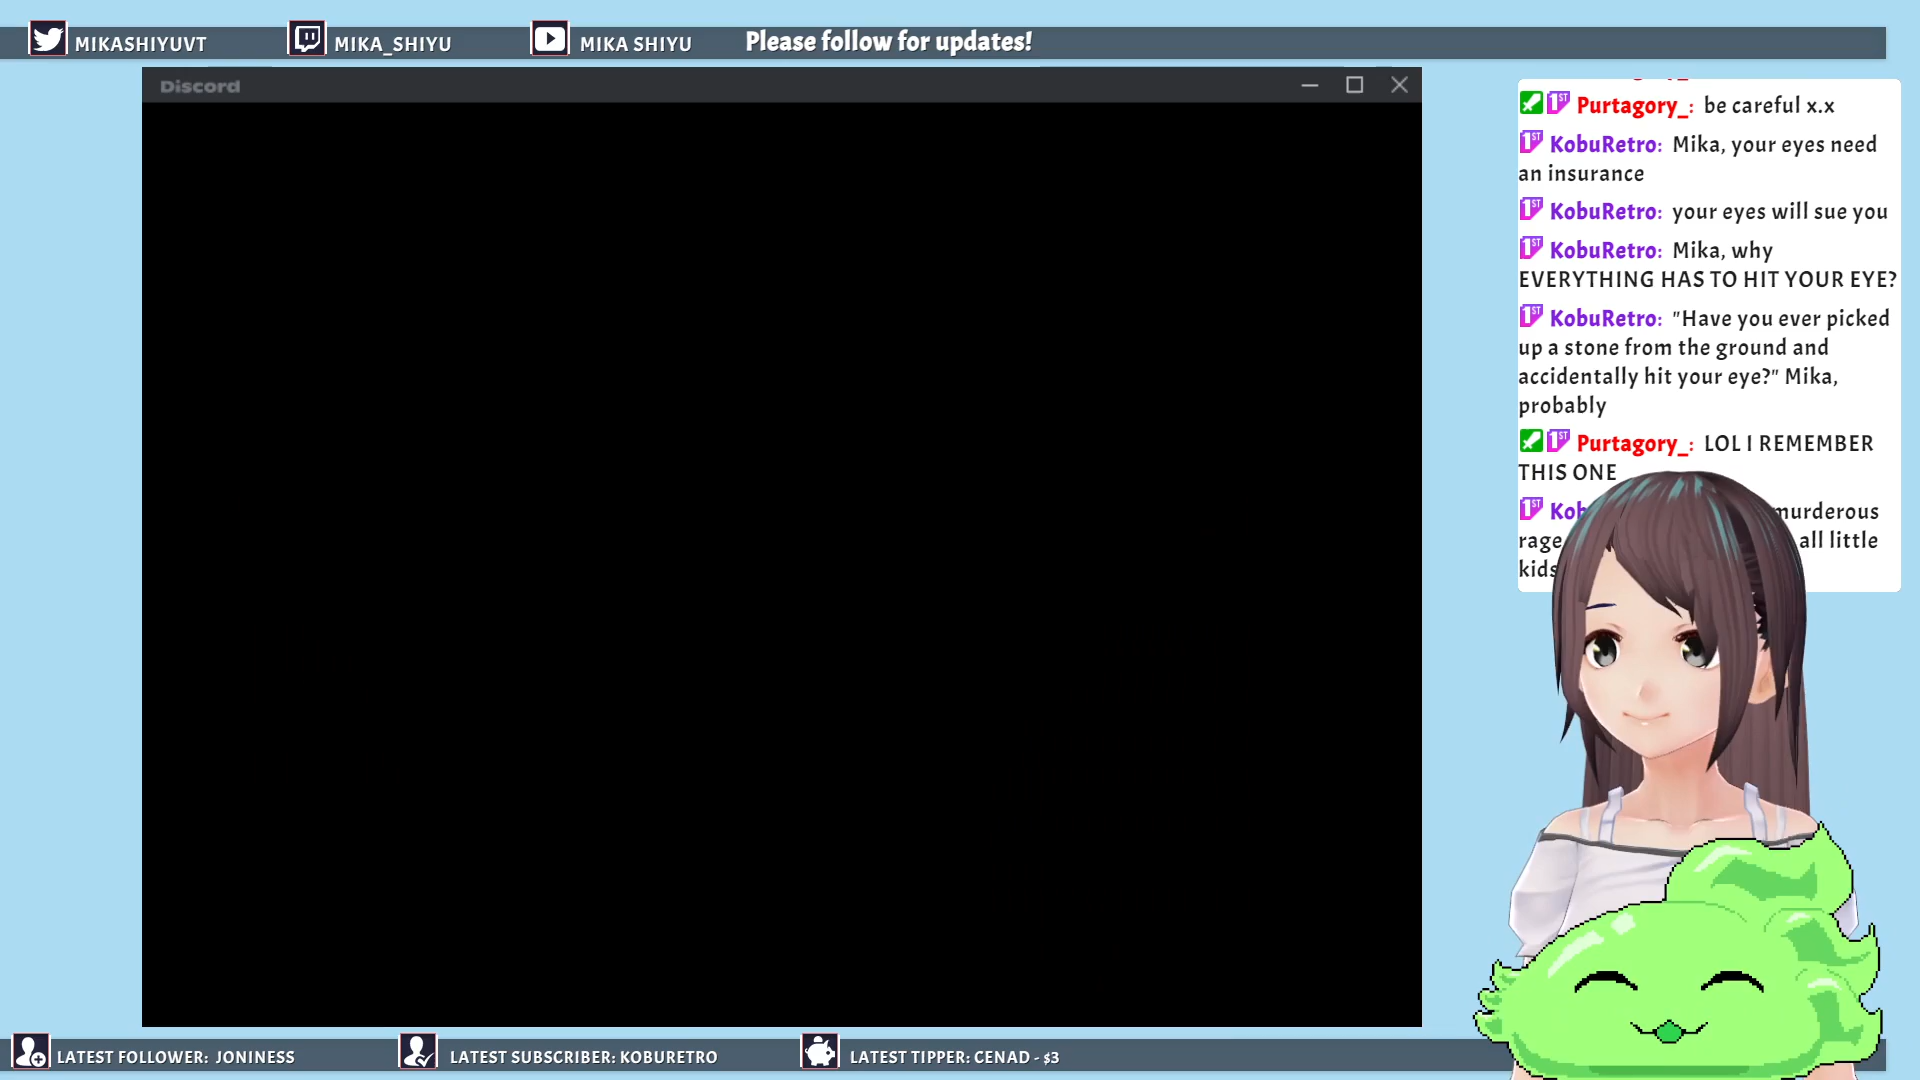 MIKASHIYUVT MIKA_SHIYU MIKA SHIYU Please follow for updates!
Discord
Purtagory_: be careful x.x
KobuRetro: Mika, your eyes need
an insurance
KobuRetro: your eyes will sue you
KobuRetro: Mika, why
EVERYTHING HAS TO HIT YOUR EYE?
KobuRetro: "Have you ever picked
up a stone from the ground and
accidentally hit your eye?" Mika,
probably
Purtagory_: LOL I REMEMBER
THIS ONE
murderous
rage all little
kids
LATEST FOLLOWER: JONINESS LATEST SUBSCRIBER: KOBURETRO LATEST TIPPER: CENAD - $3